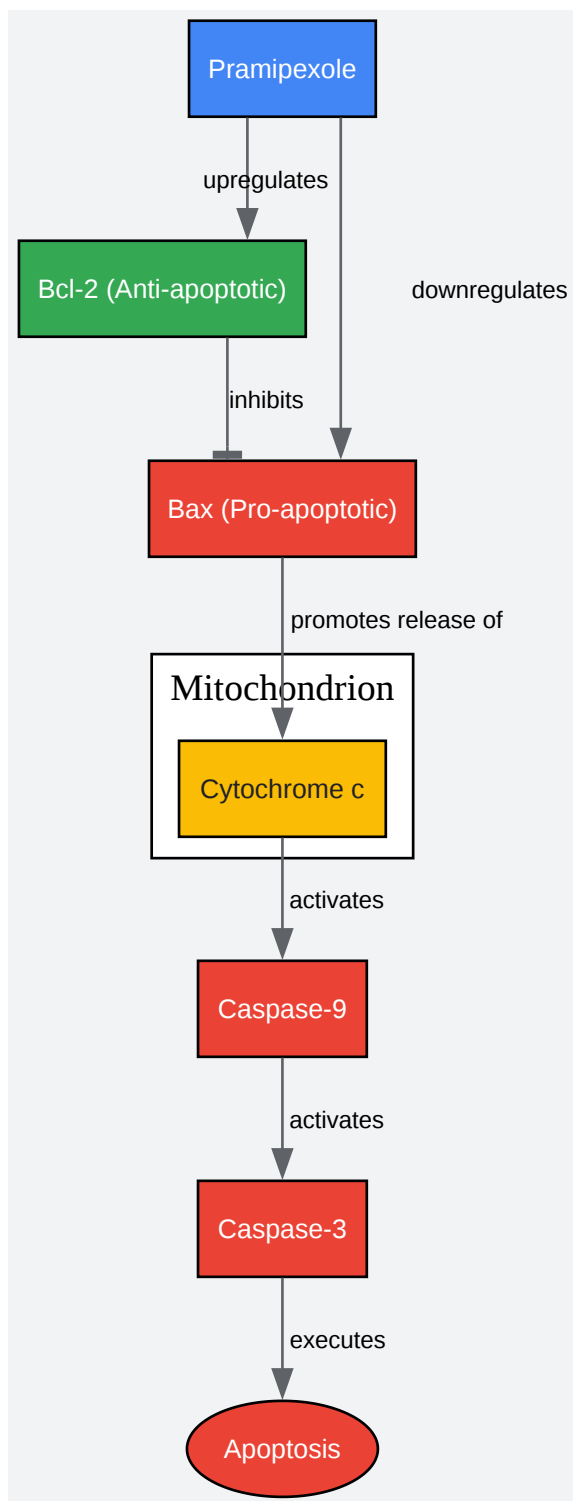 Pramipexole
upregulates
Bcl-2 (Anti-apoptotic)
downregulates
inhibits
Bax (Pro-apoptotic)
promotes release of
Mitochondrion
Cytochrome c
activates
Caspase-9
activates
Caspase-3
executes
Apoptosis